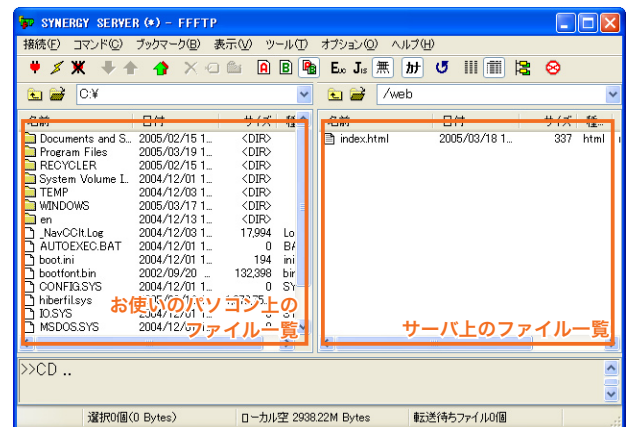 SYNERGY SERVER (*) - FFFTP
接続(F) コマンド(C) ブックマーク(B) 表示(V) ツール(T) オプション(O) ヘルプ(H)
A B Euc Jis 無 カナ
C:¥
/web
名前 日付 サイズ 種
Documents and S... 2005/02/15 1... <DIR>
Program Files 2005/03/19 1... <DIR>
RECYCLER 2005/02/15 1... <DIR>
System Volume I... 2004/12/01 1... <DIR>
TEMP 2004/12/03 1... <DIR>
WINDOWS 2005/03/17 1... <DIR>
en 2004/12/13 1... <DIR>
_NavCClt.Log 2004/12/03 1... 17,994 Lo
AUTOEXEC.BAT 2004/12/01 1... 0 BA
boot.ini 2004/12/01 1... 194 ini
bootfont.bin 2002/09/20 ... 132,398 bin
CONFIG.SYS 2004/12/01 1... 0 SY
hiberfil.sys
IO.SYS 2004/12/01 1...
MSDOS.SYS 2004/12/01
お使いのパソコン上の
ファイル一覧
名前 日付 サイズ 種...
index.html 2005/03/18 1... 337 html
サーバ上のファイル一覧
>>CD ..
選択0個(0 Bytes) ローカル空 2938.22M Bytes 転送待ちファイル0個